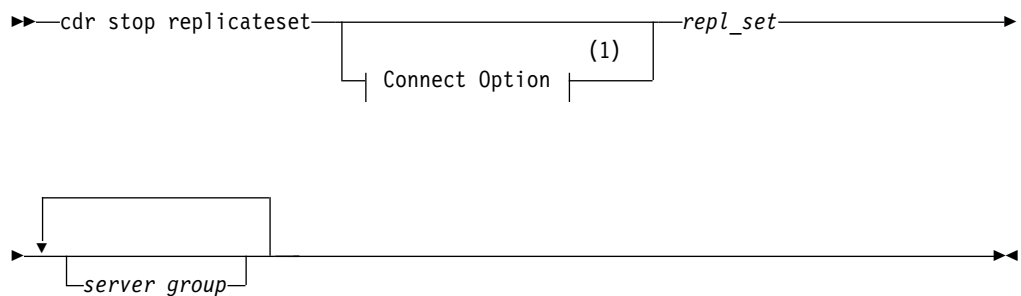 cdr stop replicateset repl_set
(1)
Connect Option
server group